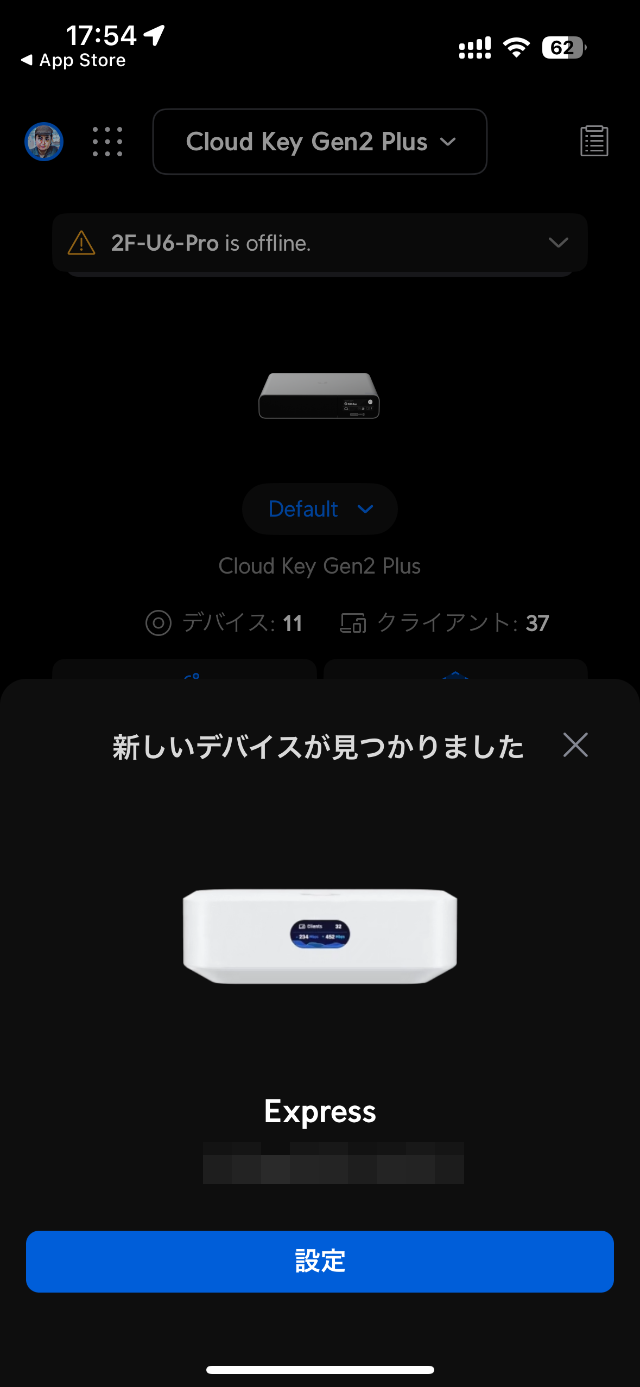 17:54
62
◀ App Store
Cloud Key Gen2 Plus
2F-U6-Pro is offline.
Default
Cloud Key Gen2 Plus
デバイス: 11 クライアント: 37
新しいデバイスが見つかりました
Clients 32
234 Mbps 452 Mbps
Express
設定